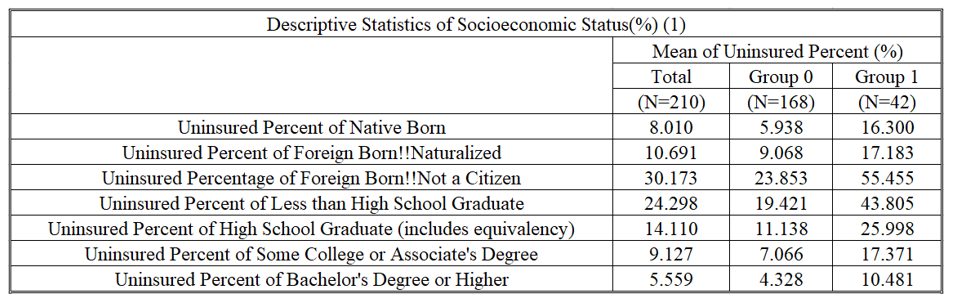 Descriptive Statistics of Socioeconomic Status(%) (1)
Mean of Uninsured Percent (%)
Total Group 0 Group 1
(N=210) (N=168) (N=42)
Uninsured Percent of Native Born 8.010 5.938 16.300
Uninsured Percent of Foreign Born!!Naturalized 10.691 9.068 17.183
Uninsured Percentage of Foreign Born!!Not a Citizen 30.173 23.853 55.455
Uninsured Percent of Less than High School Graduate 24.298 19.421 43.805
Uninsured Percent of High School Graduate (includes equivalency) 14.110 11.138 25.998
Uninsured Percent of Some College or Associate's Degree 9.127 7.066 17.371
Uninsured Percent of Bachelor's Degree or Higher 5.559 4.328 10.481